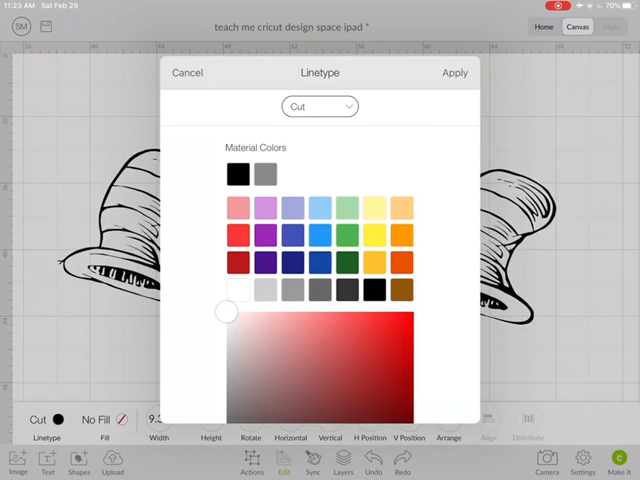 11:23 AM Sat Feb 29
70%
SM
teach me cricut design space ipad *
Home
Canvas
Make
Cancel
Linetype
Apply
Cut
Material Colors
Cut
No Fill
9.3
Linetype
Fill
Width
Height
Rotate
Horizontal
Vertical
H Position
V Position
Arrange
Align
Distribute
Image
Text
Shapes
Upload
Actions
Edit
Sync
Layers
Undo
Redo
Camera
Settings
C
Make It